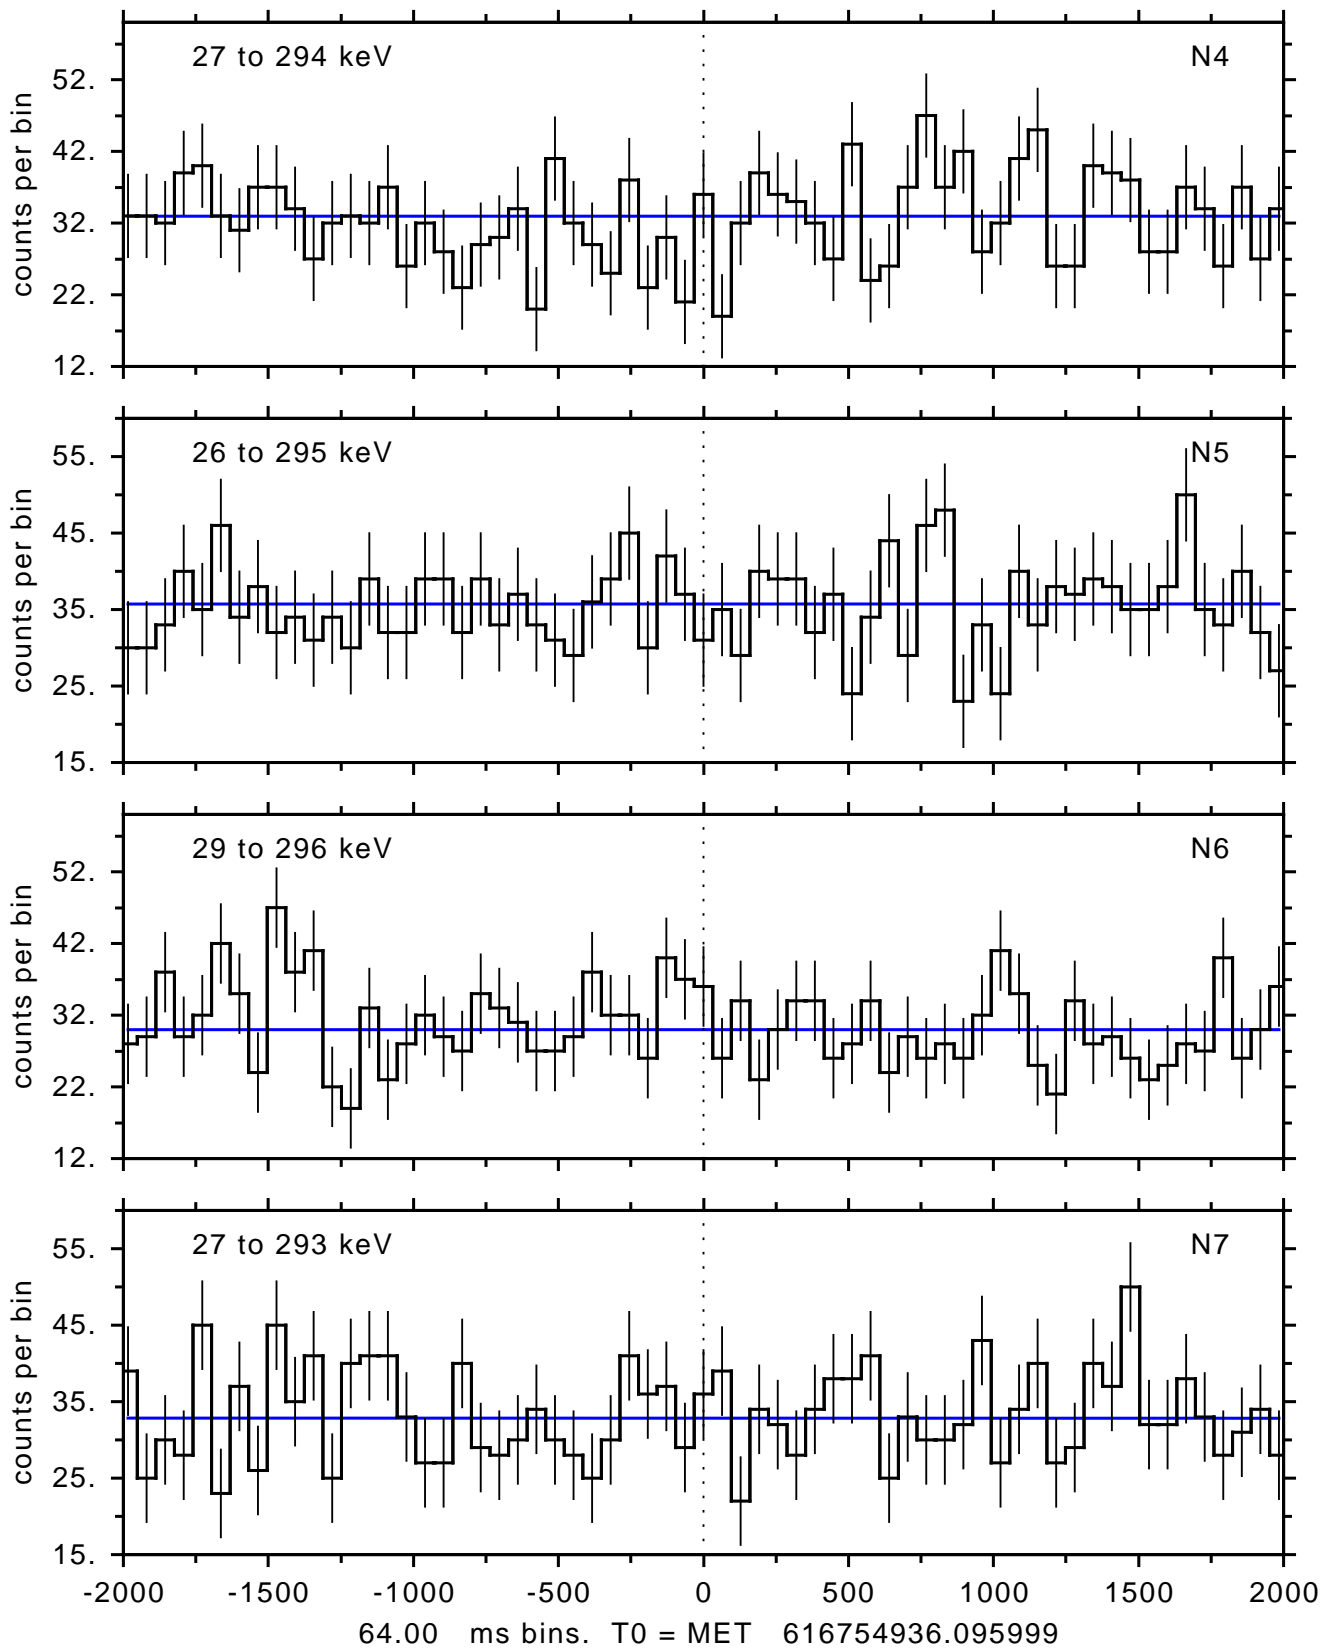 27 to 294 keV N4
52.
42.
32.
22.
12.
counts per bin
26 to 295 keV N5
55.
45.
35.
25.
15.
counts per bin
29 to 296 keV N6
52.
42.
32.
22.
12.
counts per bin
27 to 293 keV N7
55.
45.
35.
25.
15.
counts per bin
-2000 -1500 -1000 -500 0 500 1000 1500 2000
64.00 ms bins. T0 = MET 616754936.095999